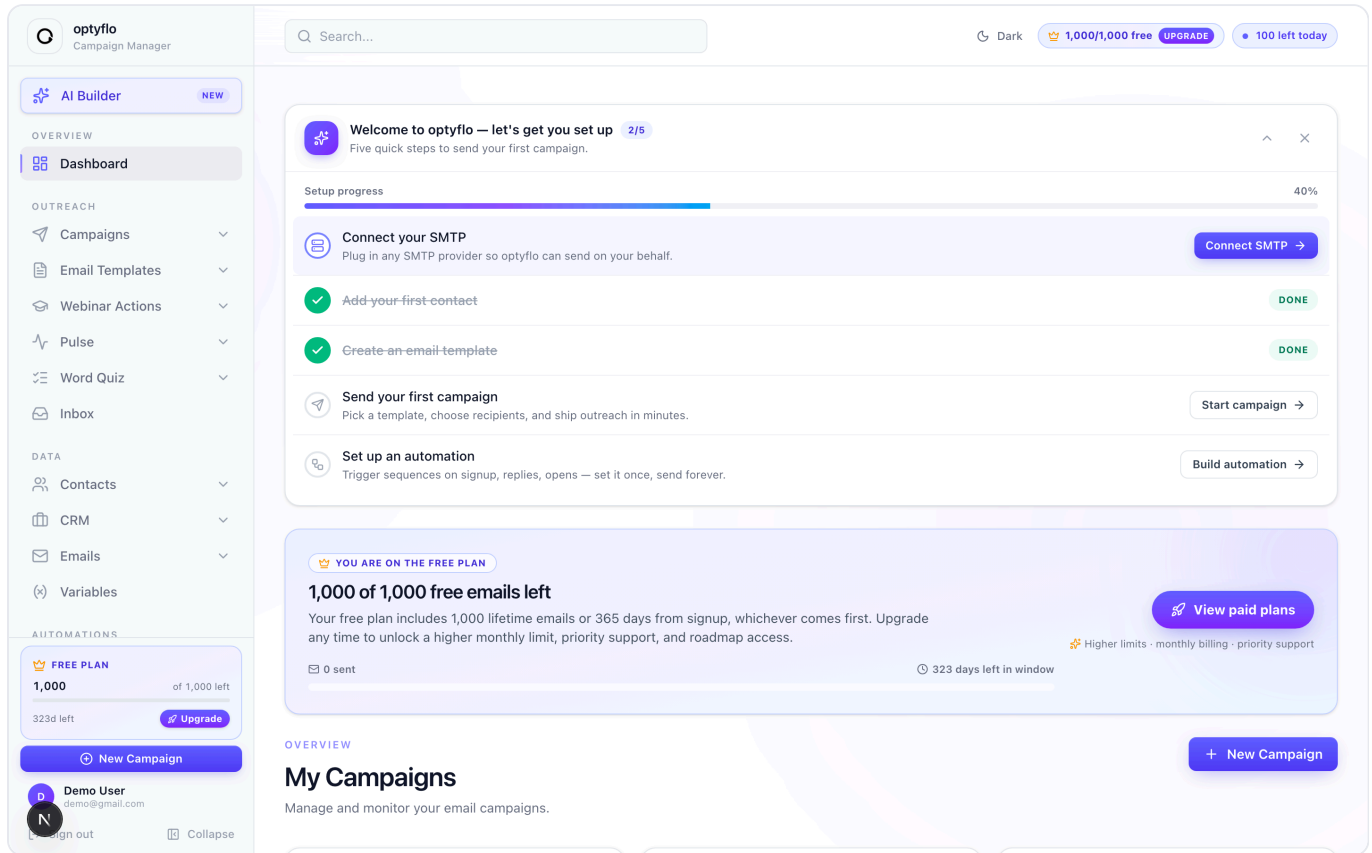 optyflo
Campaign Manager
Search...
Dark
1,000/1,000 free UPGRADE
100 left today
AI Builder NEW
OVERVIEW
Dashboard
OUTREACH
Campaigns
Email Templates
Webinar Actions
Pulse
Word Quiz
Inbox
DATA
Contacts
CRM
Emails
Variables
AUTOMATIONS
FREE PLAN
1,000 of 1,000 left
323d left Upgrade
New Campaign
D
Demo User
demo@gmail.com
N
Collapse
Welcome to optyflo — let's get you set up 2/5
Five quick steps to send your first campaign.
Setup progress 40%
Connect your SMTP
Plug in any SMTP provider so optyflo can send on your behalf.
Connect SMTP
Add your first contact DONE
Create an email template DONE
Send your first campaign
Pick a template, choose recipients, and ship outreach in minutes.
Start campaign
Set up an automation
Trigger sequences on signup, replies, opens — set it once, send forever.
Build automation
YOU ARE ON THE FREE PLAN
1,000 of 1,000 free emails left
Your free plan includes 1,000 lifetime emails or 365 days from signup, whichever comes first. Upgrade
any time to unlock a higher monthly limit, priority support, and roadmap access.
0 sent 323 days left in window
View paid plans
Higher limits · monthly billing · priority support
OVERVIEW
My Campaigns
Manage and monitor your email campaigns.
New Campaign